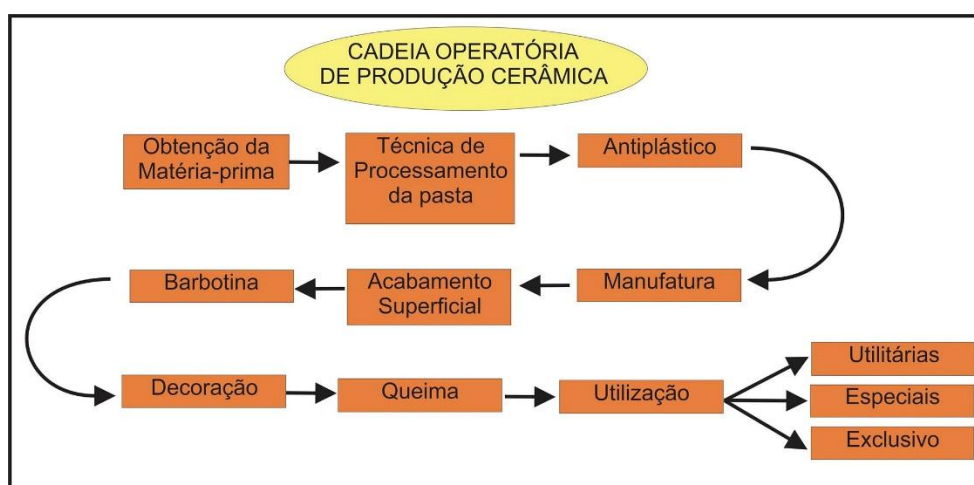 CADEIA OPERATÓRIA
DE PRODUÇÃO CERÂMICA
Obtenção da
Matéria-prima
Técnica de
Processamento
da pasta
Antiplástico
Manufatura
Acabamento
Superficial
Barbotina
Decoração
Queima
Utilização
Utilitárias
Especiais
Exclusivo